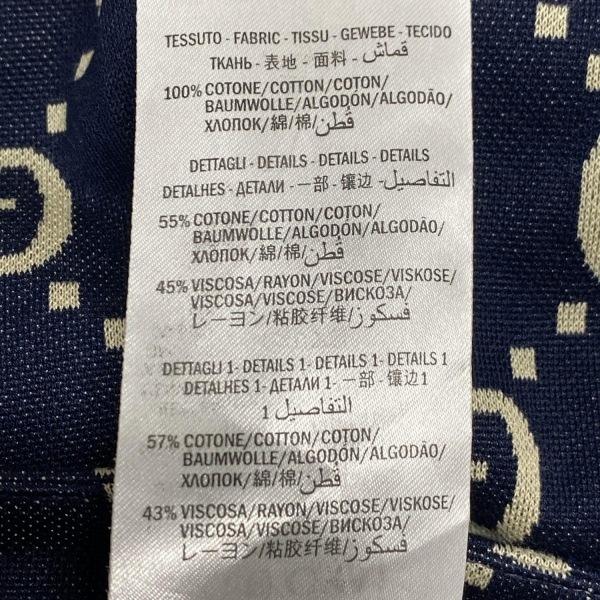 TESSUTO - FABRIC - TISSU - GEWEBE - TECIDO
ТКАНЬ - 表地 - 面料 - قماش
100% COTONE/COTTON/COTON/
BAUMWOLLE/ALGODÓN/ALGODÃO/
ХЛОПОК/綿/棉/قطن
DETTAGLI - DETAILS - DETAILS - DETAILS
DETALHES - ДЕТАЛИ - 一部 - 镶边 - التفاصيل
55% COTONE/COTTON/COTON/
BAUMWOLLE/ALGODÓN/ALGODÃO/
ХЛОПОК/綿/棉/قطن
45% VISCOSA/RAYON/VISCOSE/VISKOSE/
VISCOSA/VISCOSE/ВИСКОЗА/
レーヨン/粘胶纤维/فسكوز
DETTAGLI 1- DETAILS 1- DETAILS 1- DETAILS 1
DETALHES 1- ДЕТАЛИ 1- 一部 - 镶边1
التفاصيل 1
57% COTONE/COTTON/COTON/
BAUMWOLLE/ALGODÓN/ALGODÃO/
ХЛОПОК/綿/棉/قطن
43% VISCOSA/RAYON/VISCOSE/VISKOSE/
VISCOSA/VISCOSE/ВИСКОЗА/
レーヨン/粘胶纤维/فسكوز